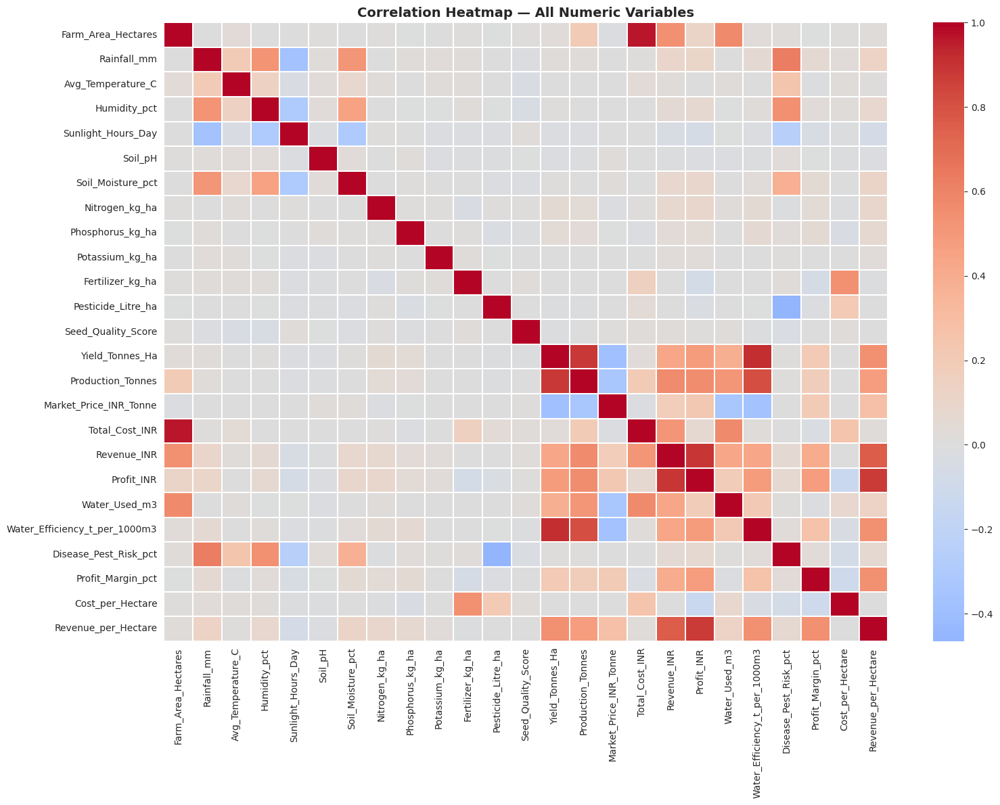 Correlation Heatmap — All Numeric Variables
Farm_Area_Hectares
Rainfall_mm
Avg_Temperature_C
Humidity_pct
Sunlight_Hours_Day
Soil_pH
Soil_Moisture_pct
Nitrogen_kg_ha
Phosphorus_kg_ha
Potassium_kg_ha
Fertilizer_kg_ha
Pesticide_Litre_ha
Seed_Quality_Score
Yield_Tonnes_Ha
Production_Tonnes
Market_Price_INR_Tonne
Total_Cost_INR
Revenue_INR
Profit_INR
Water_Used_m3
Water_Efficiency_t_per_1000m3
Disease_Pest_Risk_pct
Profit_Margin_pct
Cost_per_Hectare
Revenue_per_Hectare
Farm_Area_Hectares
Rainfall_mm
Avg_Temperature_C
Humidity_pct
Sunlight_Hours_Day
Soil_pH
Soil_Moisture_pct
Nitrogen_kg_ha
Phosphorus_kg_ha
Potassium_kg_ha
Fertilizer_kg_ha
Pesticide_Litre_ha
Seed_Quality_Score
Yield_Tonnes_Ha
Production_Tonnes
Market_Price_INR_Tonne
Total_Cost_INR
Revenue_INR
Profit_INR
Water_Used_m3
Water_Efficiency_t_per_1000m3
Disease_Pest_Risk_pct
Profit_Margin_pct
Cost_per_Hectare
Revenue_per_Hectare
1.0
0.8
0.6
0.4
0.2
0.0
−0.2
−0.4